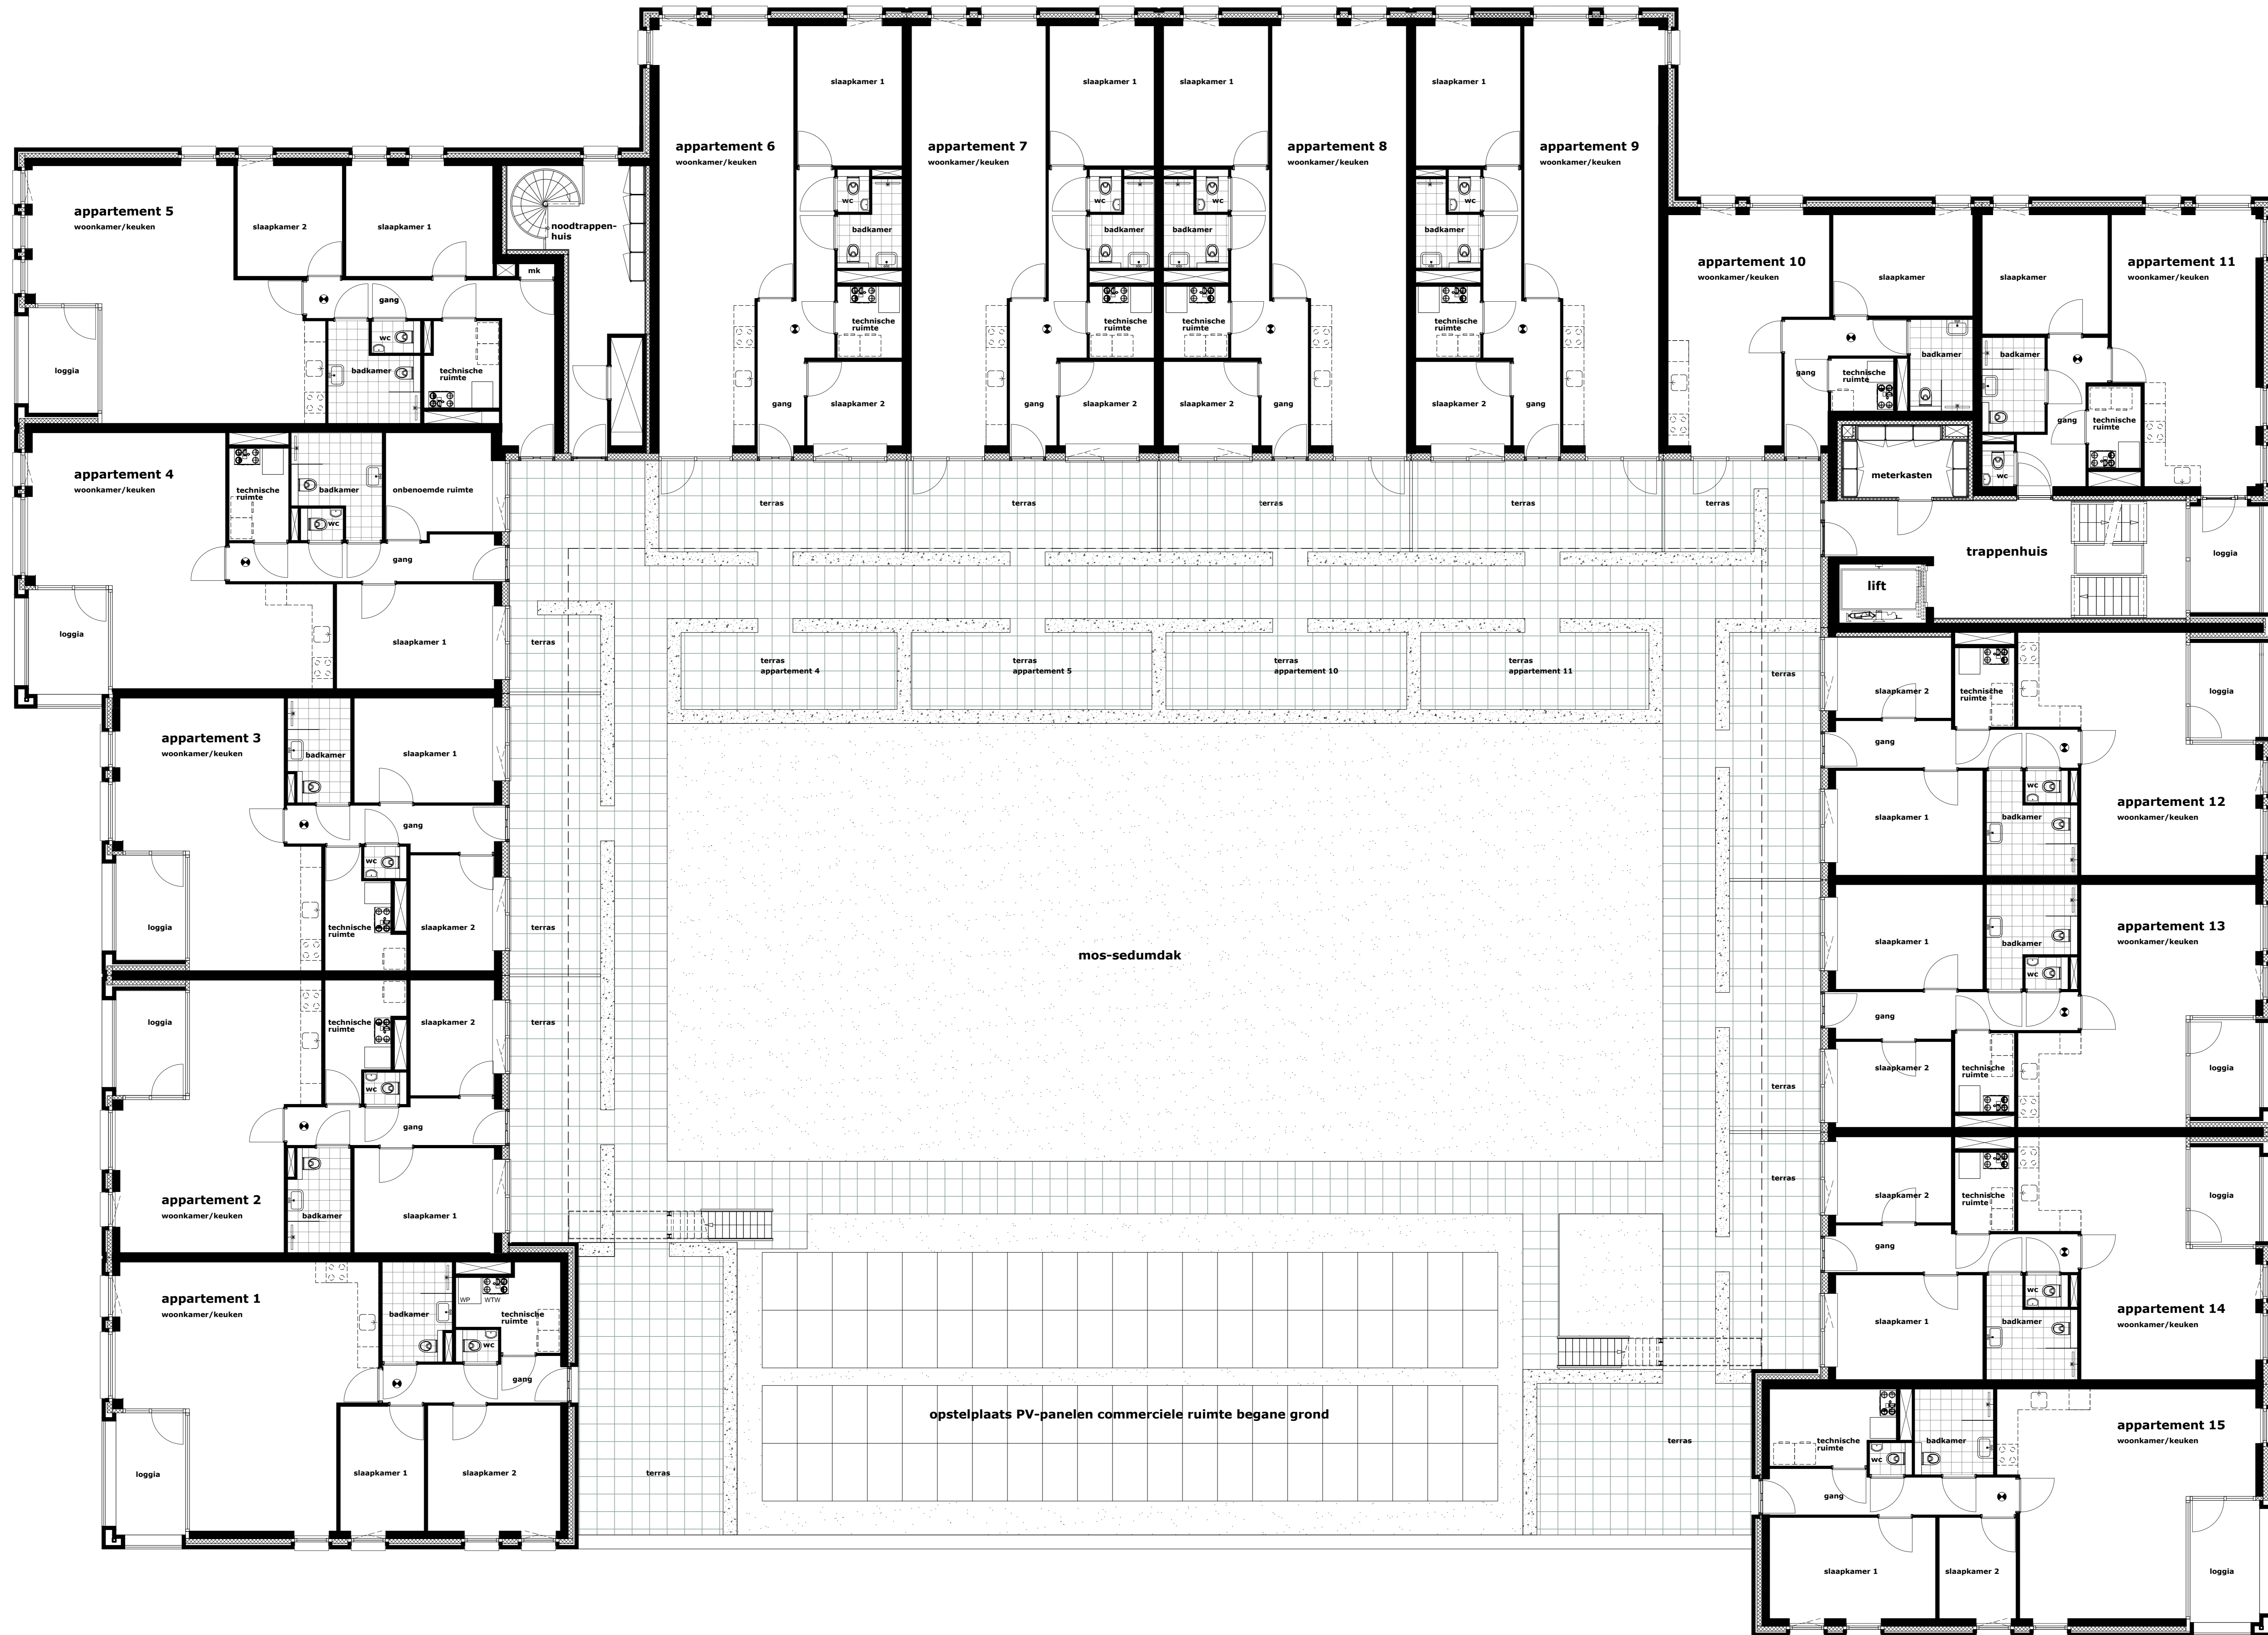 appartement 6
woonkamer/keuken
slaapkamer 1
wc
badkamer
technische
ruimte
gang
slaapkamer 2
appartement 7
woonkamer/keuken
slaapkamer 1
wc
badkamer
technische
ruimte
gang
slaapkamer 2
slaapkamer 1
appartement 8
woonkamer/keuken
wc
badkamer
technische
ruimte
slaapkamer 2
gang
slaapkamer 1
appartement 9
woonkamer/keuken
wc
badkamer
technische
ruimte
slaapkamer 2
gang
appartement 5
woonkamer/keuken
slaapkamer 2
slaapkamer 1
noodtrappen-
huis
mk
gang
wc
badkamer
technische
ruimte
loggia
appartement 10
woonkamer/keuken
slaapkamer
badkamer
gang
technische
ruimte
appartement 11
woonkamer/keuken
slaapkamer
badkamer
gang
technische
ruimte
wc
meterkasten
trappenhuis
lift
loggia
appartement 4
woonkamer/keuken
technische
ruimte
badkamer
onbenoemde ruimte
wc
gang
loggia
slaapkamer 1
terras
terras
terras
terras
terras
terras
terras
appartement 4
terras
appartement 5
terras
appartement 10
terras
appartement 11
terras
slaapkamer 2
technische
ruimte
loggia
gang
appartement 12
woonkamer/keuken
wc
slaapkamer 1
badkamer
appartement 3
woonkamer/keuken
badkamer
slaapkamer 1
gang
wc
loggia
technische
ruimte
slaapkamer 2
terras
mos-sedumdak
appartement 13
woonkamer/keuken
slaapkamer 1
badkamer
wc
gang
slaapkamer 2
technische
ruimte
loggia
terras
loggia
technische
ruimte
slaapkamer 2
terras
wc
gang
appartement 2
woonkamer/keuken
badkamer
slaapkamer 1
terras
slaapkamer 2
technische
ruimte
loggia
gang
wc
appartement 14
woonkamer/keuken
slaapkamer 1
badkamer
appartement 1
woonkamer/keuken
badkamer
WP
WTW
technische
ruimte
wc
gang
loggia
slaapkamer 1
slaapkamer 2
terras
opstelplaats PV-panelen commerciele ruimte begane grond
terras
appartement 15
woonkamer/keuken
technische
ruimte
badkamer
wc
gang
slaapkamer 1
slaapkamer 2
loggia